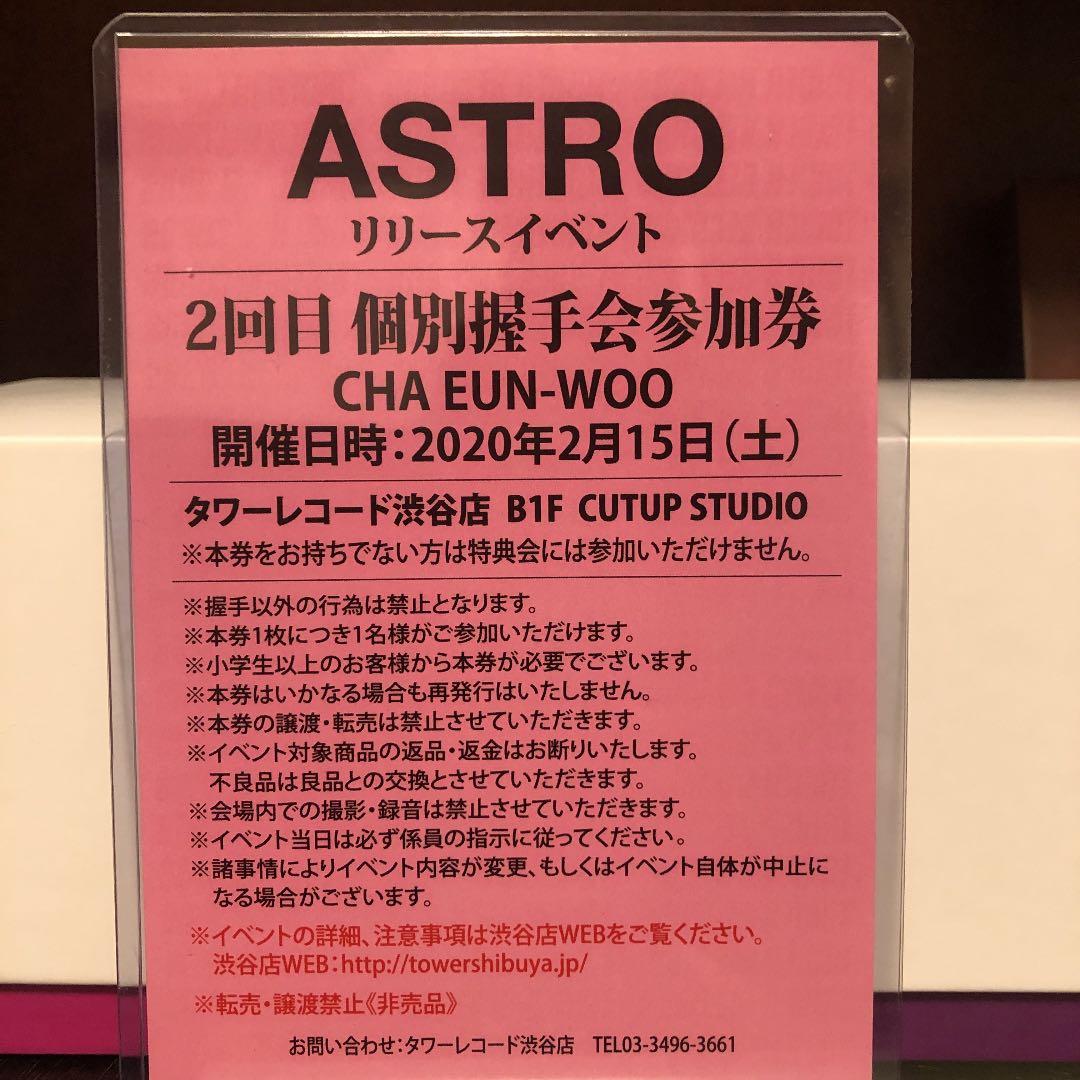 ASTRO
リリースイベント
2回目 個別握手会参加券
CHA EUN-WOO
開催日時：2020年2月15日（土）
タワーレコード渋谷店 B1F CUTUP STUDIO
※本券をお持ちでない方は特典会には参加いただけません。
※握手以外の行為は禁止となります。
※本券1枚につき1名様がご参加いただけます。
※小学生以上のお客様から本券が必要でございます。
※本券はいかなる場合も再発行はいたしません。
※本券の譲渡・転売は禁止させていただきます。
※イベント対象商品の返品・返金はお断りいたします。
不良品は良品との交換とさせていただきます。
※会場内での撮影・録音は禁止させていただきます。
※イベント当日は必ず係員の指示に従ってください。
※諸事情によりイベント内容が変更、もしくはイベント自体が中止に
なる場合がございます。
※イベントの詳細、注意事項は渋谷店WEBをご覧ください。
渋谷店WEB：http://towershibuya.jp/
※転売・譲渡禁止《非売品》
お問い合わせ：タワーレコード渋谷店 TEL03-3496-3661